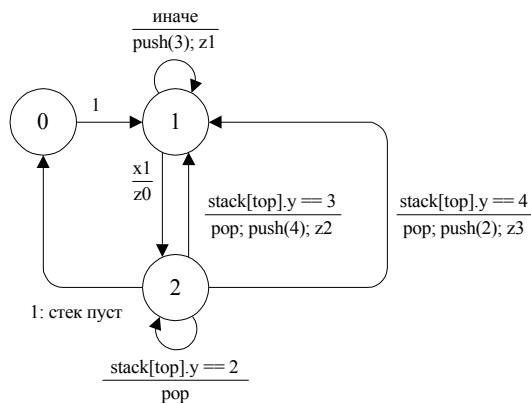 иначе
push(3); z1
0
1
1
x1
z0
stack[top].y == 3
pop; push(4); z2
stack[top].y == 4
pop; push(2); z3
2
1: стек пуст
stack[top].y == 2
pop